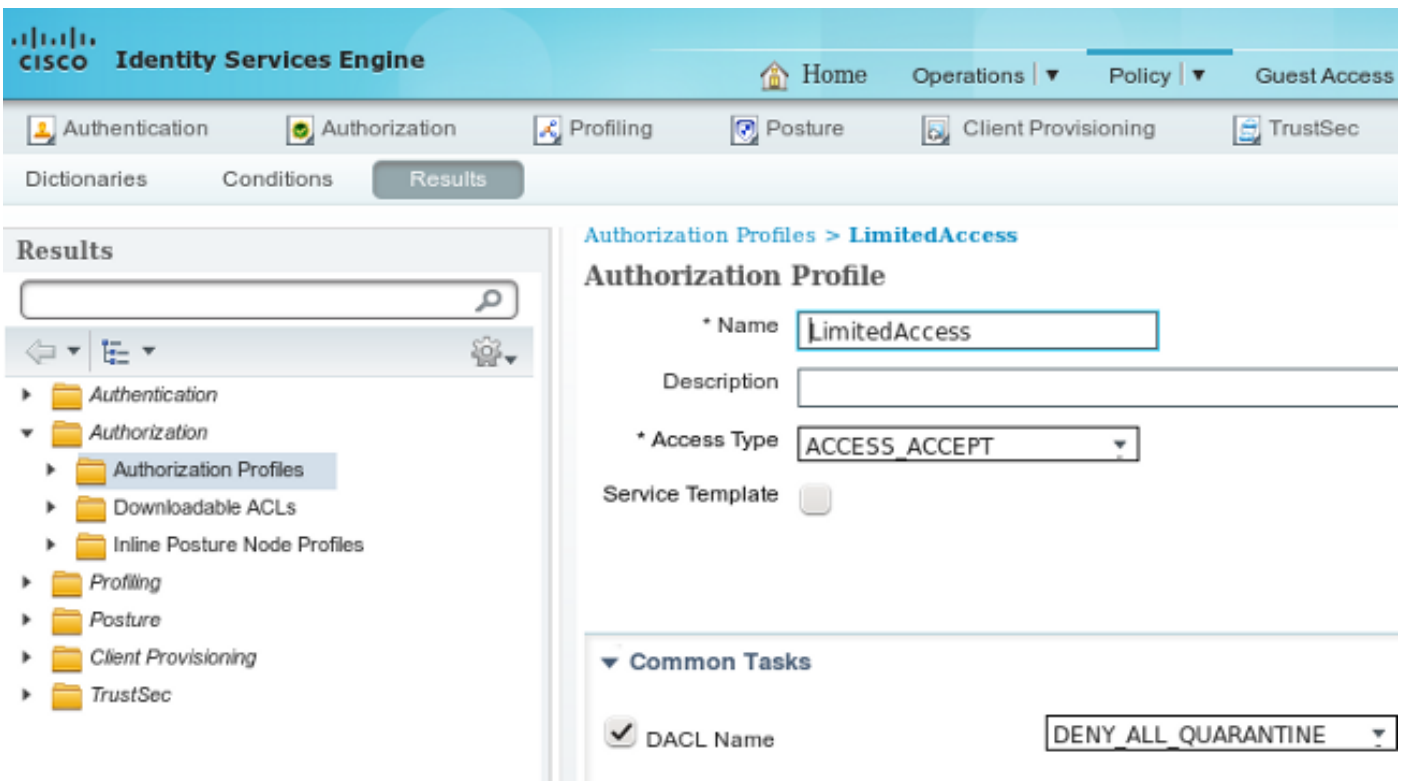 CISCO Identity Services Engine
Home Operations Policy Guest Access
Authentication Authorization Profiling Posture Client Provisioning TrustSec
Dictionaries Conditions Results
Results
Authentication
Authorization
Authorization Profiles
Downloadable ACLs
Inline Posture Node Profiles
Profiling
Posture
Client Provisioning
TrustSec
Authorization Profiles > LimitedAccess
Authorization Profile
* Name LimitedAccess
Description
* Access Type ACCESS_ACCEPT
Service Template
Common Tasks
DACL Name DENY_ALL_QUARANTINE